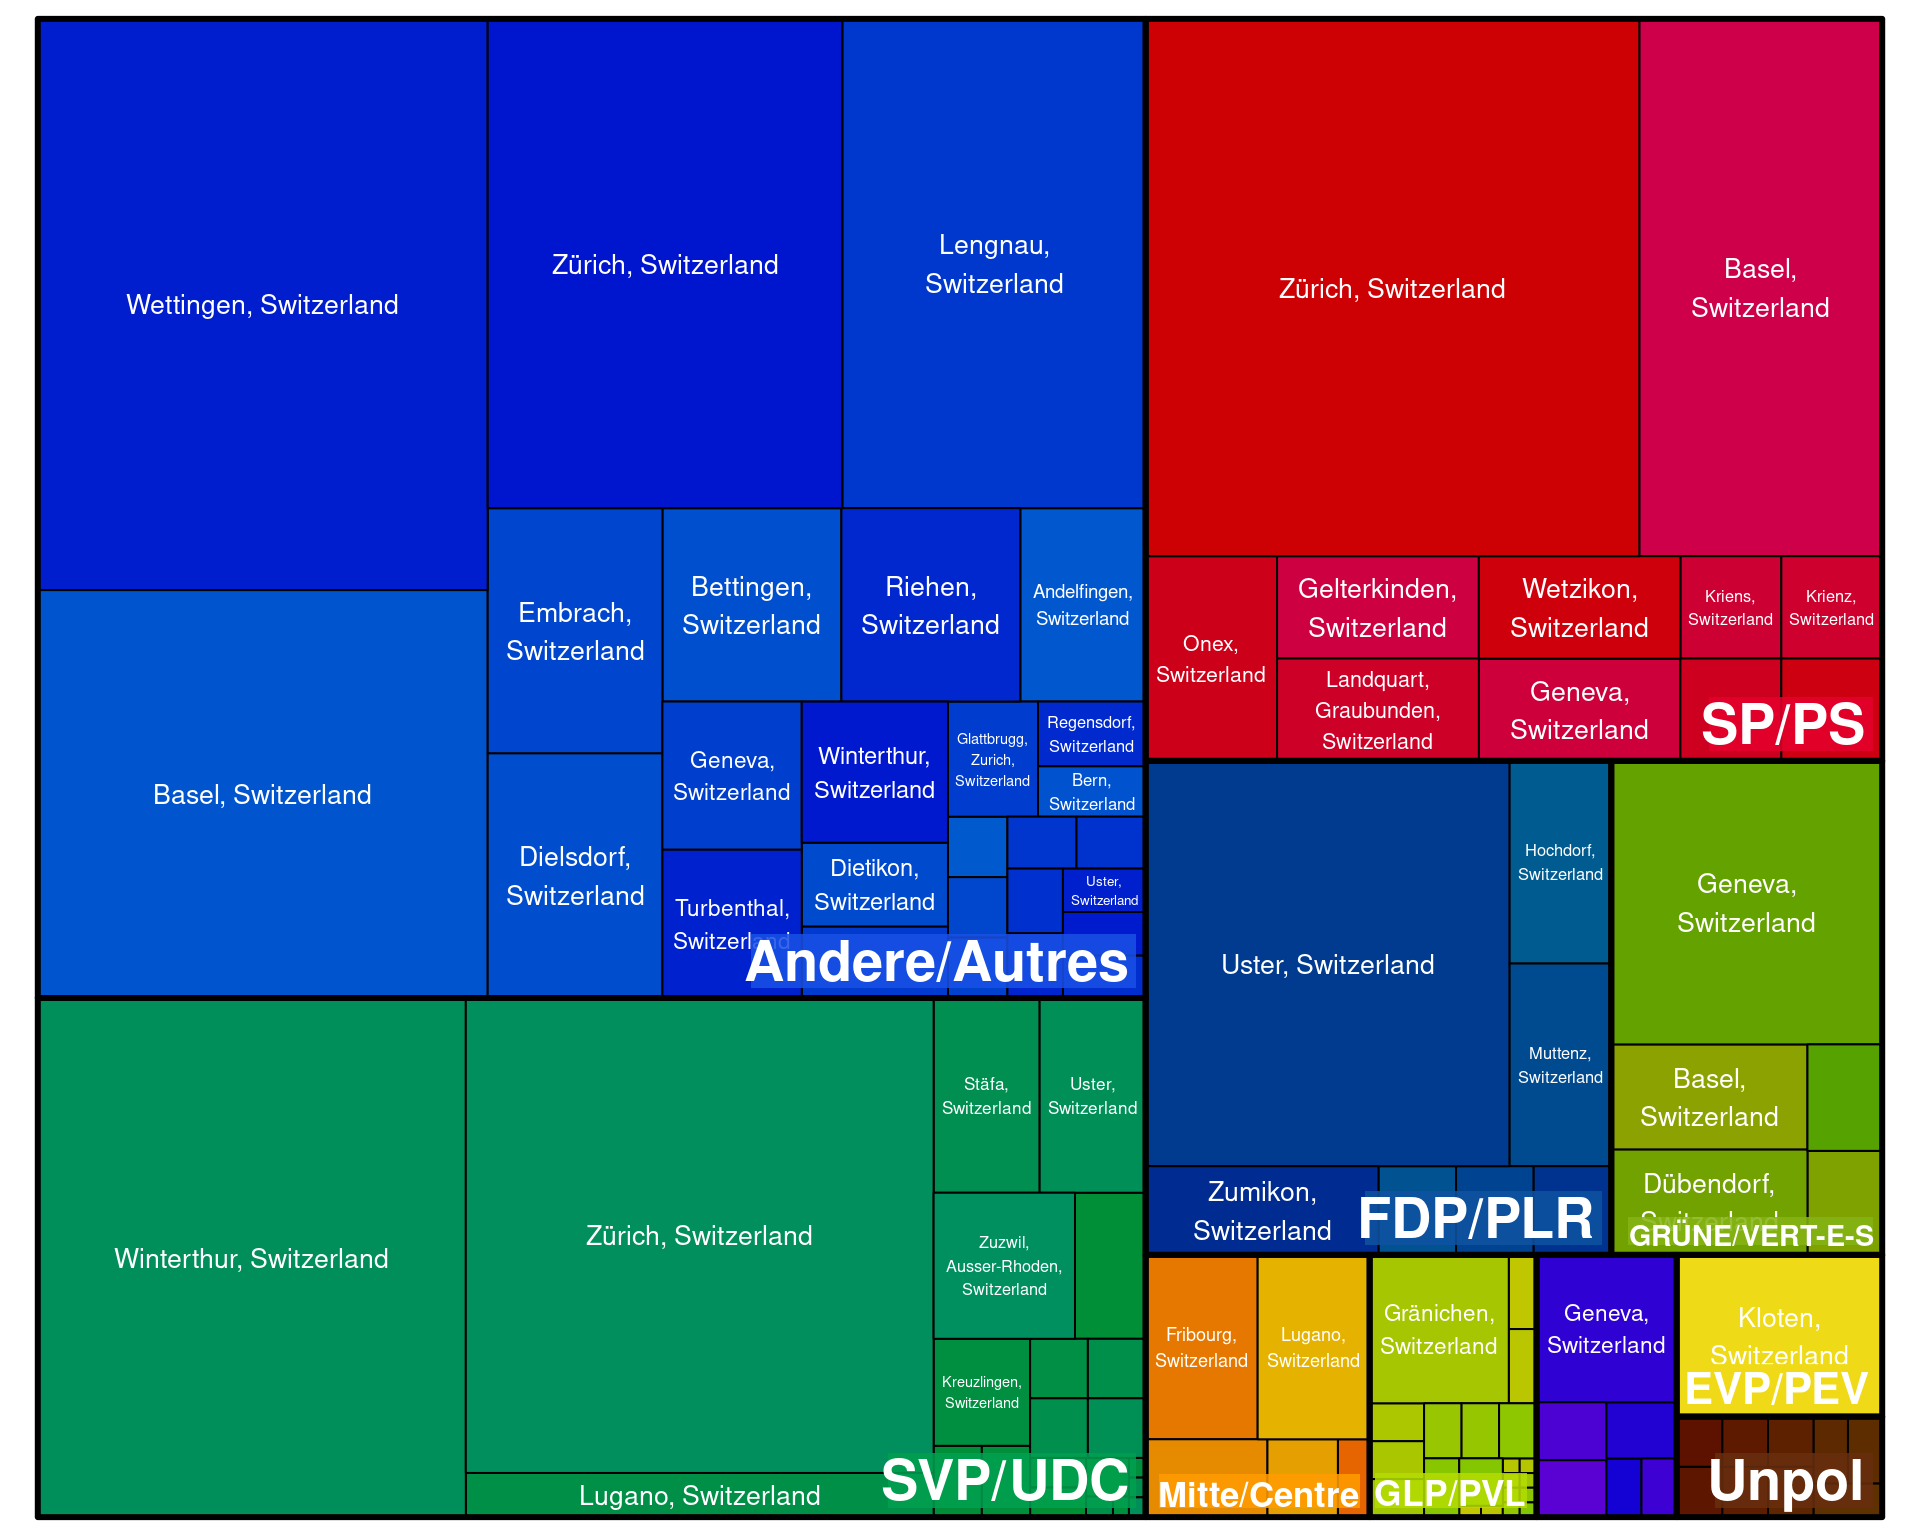 Wettingen, Switzerland
Zürich, Switzerland
Lengnau,
Switzerland
Basel, Switzerland
Embrach,
Switzerland
Bettingen,
Switzerland
Riehen,
Switzerland
Andelfingen,
Switzerland
Dielsdorf,
Switzerland
Geneva,
Switzerland
Winterthur,
Switzerland
Glattbrugg,
Zurich,
Switzerland
Regensdorf,
Switzerland
Bern,
Switzerland
Turbenthal,
Switzerland
Dietikon,
Switzerland
Uster,
Switzerland
Andere/Autres
Zürich, Switzerland
Basel,
Switzerland
Onex,
Switzerland
Gelterkinden,
Switzerland
Wetzikon,
Switzerland
Kriens,
Switzerland
Krienz,
Switzerland
Landquart,
Graubunden,
Switzerland
Geneva,
Switzerland
SP/PS
Winterthur, Switzerland
Zürich, Switzerland
Stäfa,
Switzerland
Uster,
Switzerland
Zuzwil,
Ausser-Rhoden,
Switzerland
Kreuzlingen,
Switzerland
Lugano, Switzerland
SVP/UDC
Uster, Switzerland
Hochdorf,
Switzerland
Muttenz,
Switzerland
Zumikon,
Switzerland
FDP/PLR
Geneva,
Switzerland
Basel,
Switzerland
Dübendorf,
Switzerland
GRÜNE/VERT-E-S
Fribourg,
Switzerland
Lugano,
Switzerland
Mitte/Centre
Gränichen,
Switzerland
GLP/PVL
Geneva,
Switzerland
Kloten,
Switzerland
EVP/PEV
Unpol